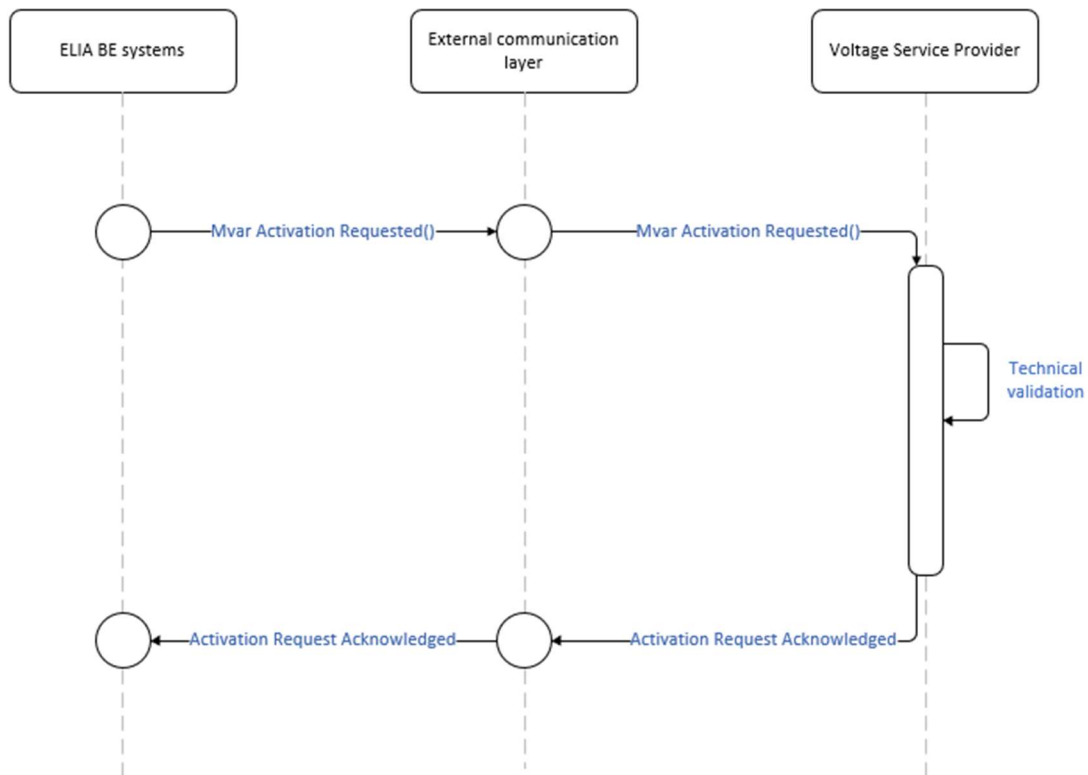 ELIA BE systems
External communication
layer
Voltage Service Provider
Mvar Activation Requested()
Mvar Activation Requested()
Technical
validation
Activation Request Acknowledged
Activation Request Acknowledged